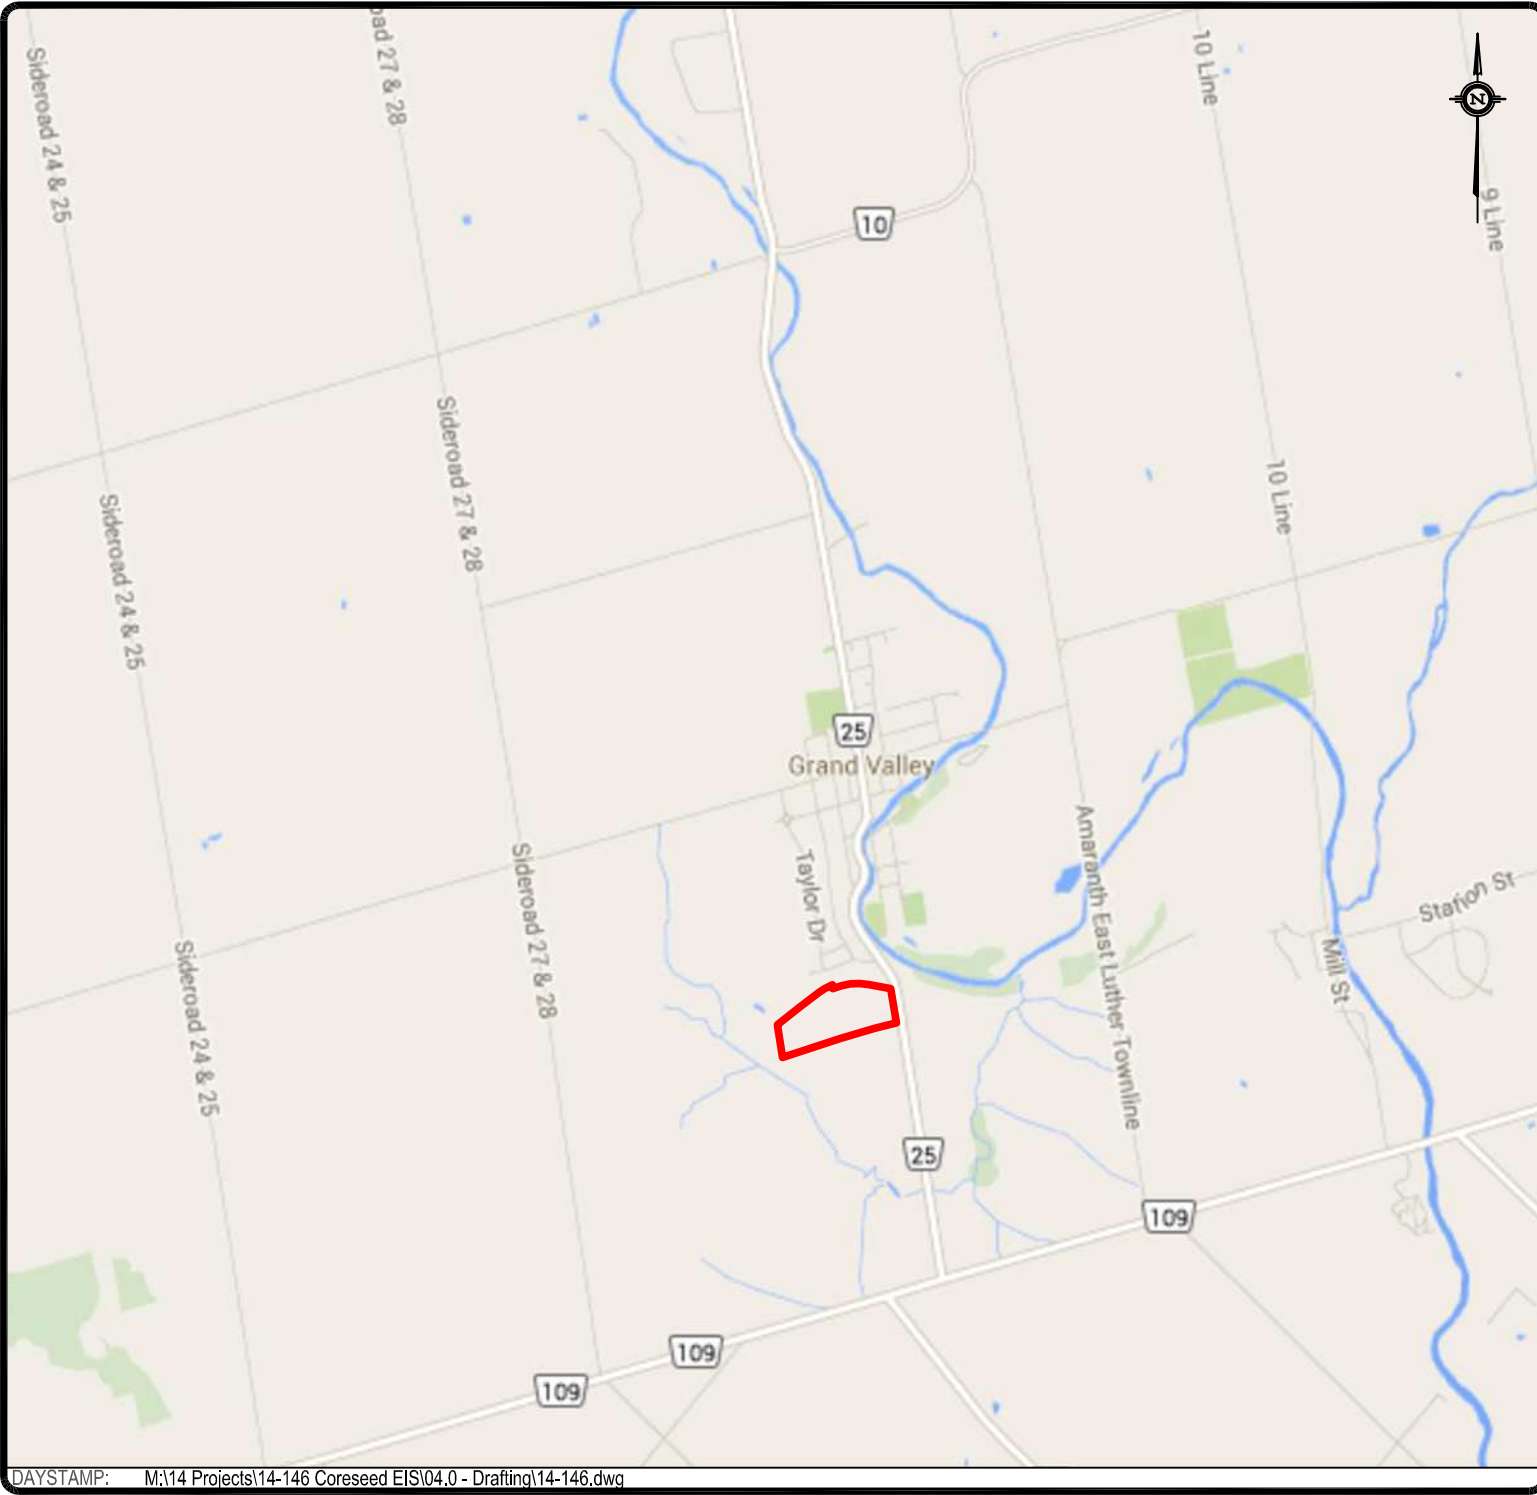 Sideroad 24 & 25
oad 27 & 28
10 Line
N
9 Line
10
Sideroad 27 & 28
10 Line
Sideroad 24 & 25
25
Grand Valley
Amaranth East Luther Townline
Sideroad 27 & 28
Taylor Dr
Station St
Sideroad 24 & 25
Mill St
25
109
109
109
DAYSTAMP: M:\14 Projects\14-146 Coreseed EIS\04.0 - Drafting\14-146.dwg